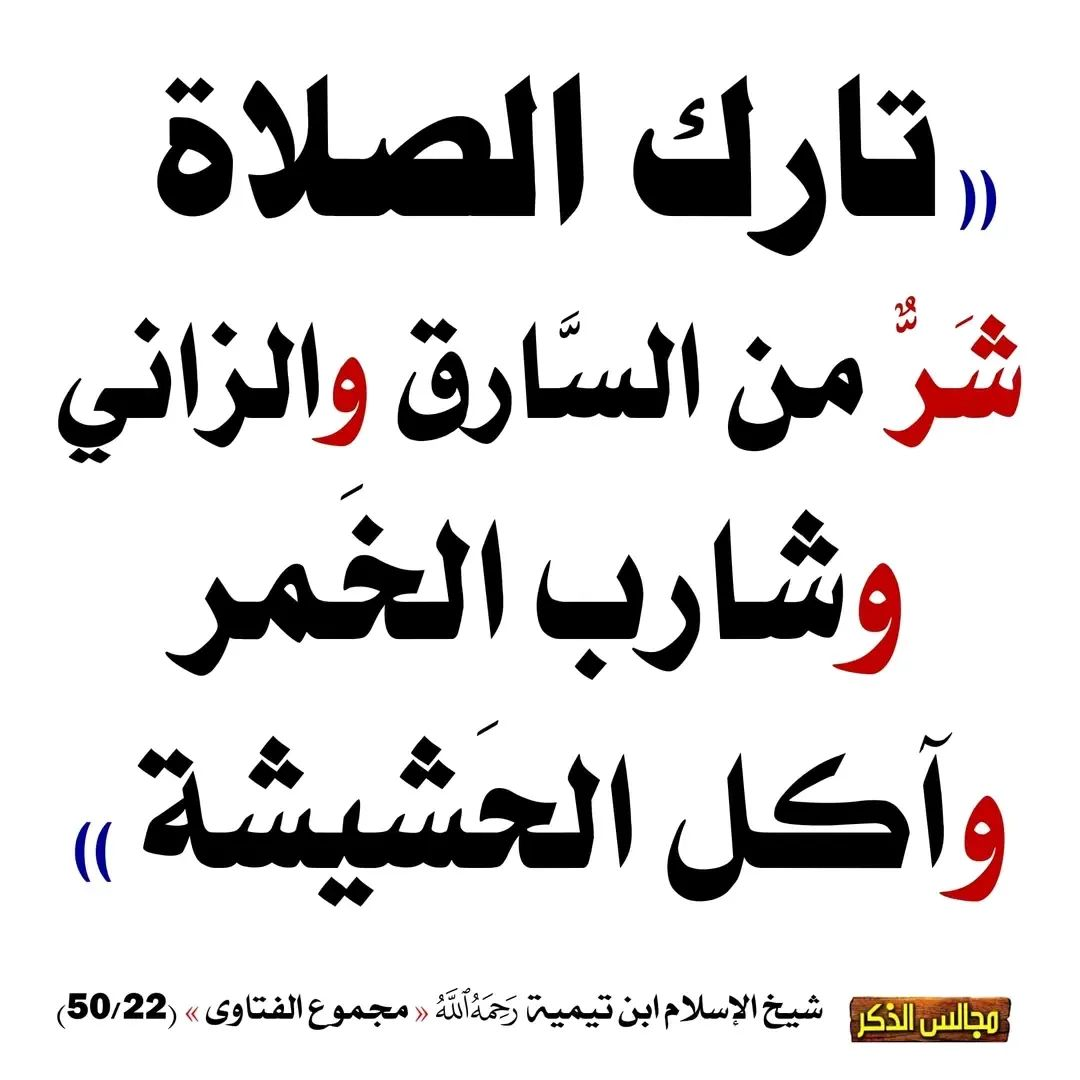 (( تارك الصلاة
شَرٌّ من السَّارق والزاني
وشارب الخَمر
وآكل الحَشيشة ))
شيخ الإسلام ابن تيمية رَحِمَهُ ٱللَّهُ « مجموع الفتاوى » (50/22)
مجالس الذكر